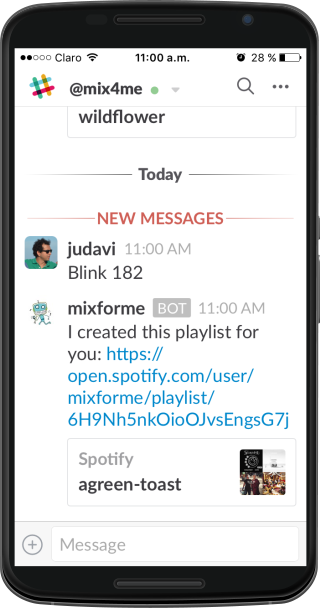 Claro 11:00 a.m. 28 %
@mix4me
wildflower
Today
NEW MESSAGES
judavi 11:00 AM
Blink 182
mixforme BOT 11:00 AM
I created this playlist for
you: https://
open.spotify.com/user/
mixforme/playlist/
6H9Nh5nkOioOJvsEngsG7j
Spotify
agreen-toast
Message